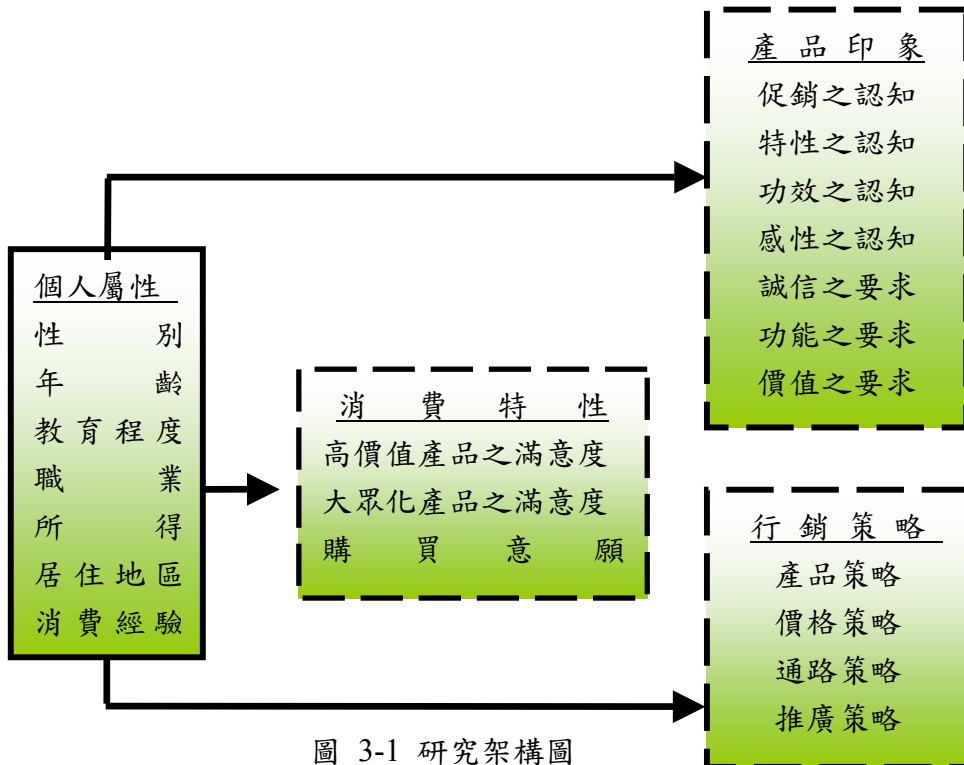 個人屬性
性別
年齡
教育程度
職業
所得
居住地區
消費經驗
消費特性
高價值產品之滿意度
大眾化產品之滿意度
購買意願
產品印象
促銷之認知
特性之認知
功效之認知
感性之認知
誠信之要求
功能之要求
價值之要求
行銷策略
產品策略
價格策略
通路策略
推廣策略
圖 3-1 研究架構圖